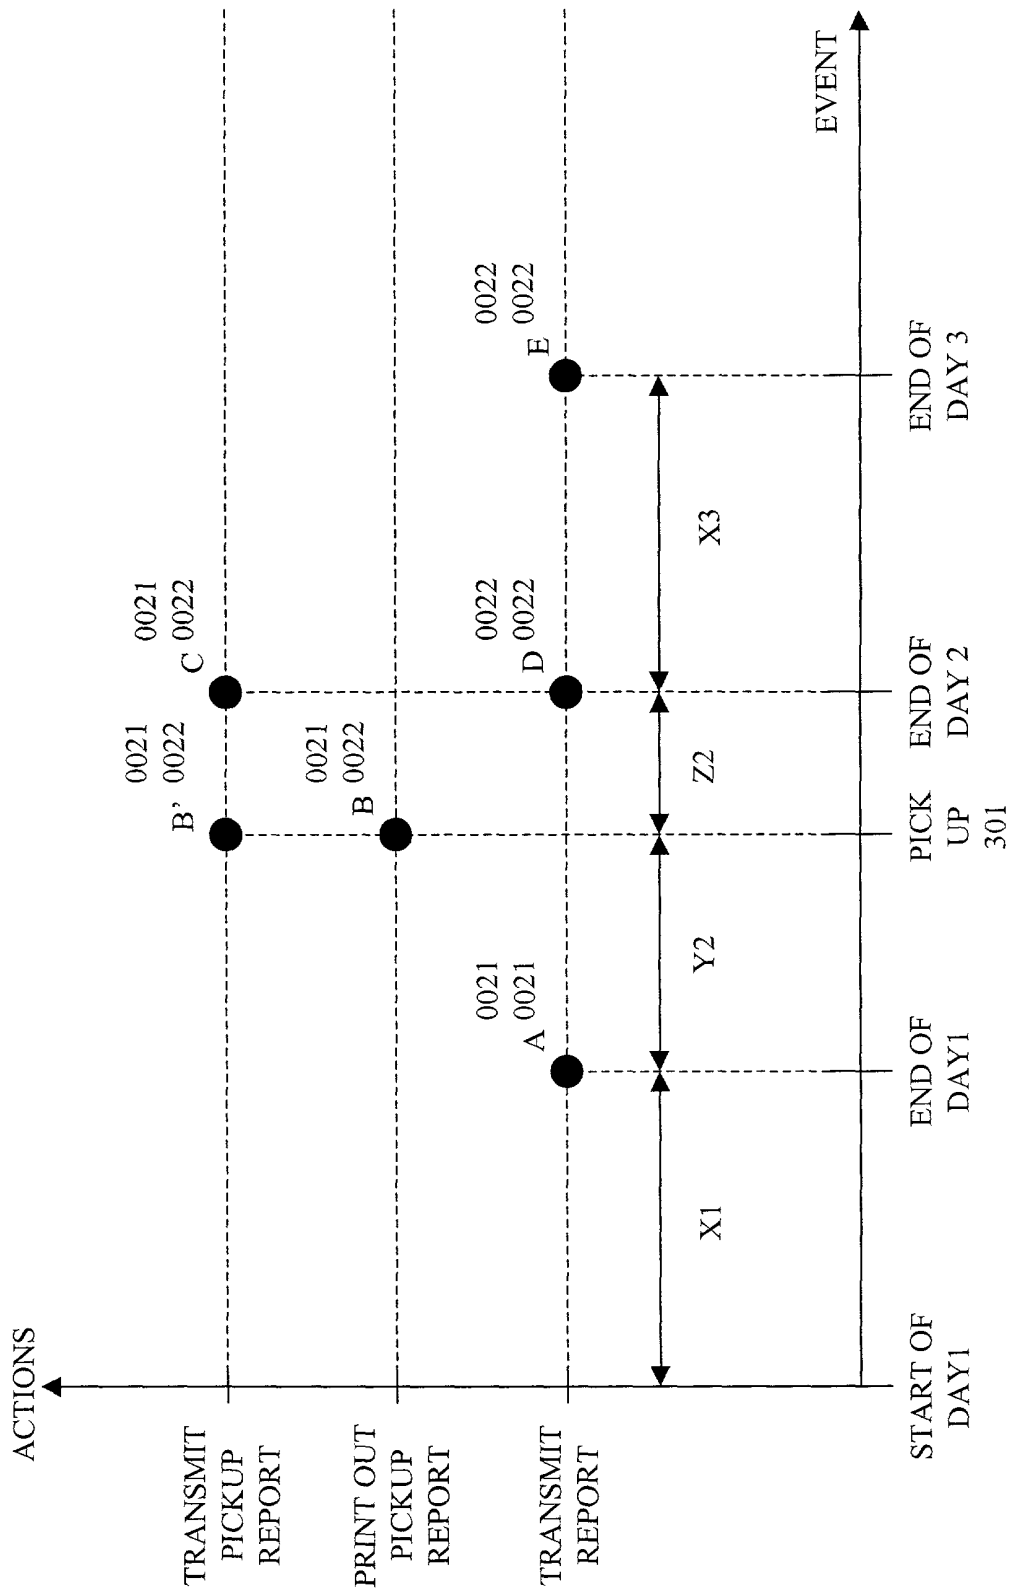 ACTIONS
TRANSMIT
PICKUP
REPORT
PRINT OUT
PICKUP
REPORT
TRANSMIT
REPORT
0021
0022
B’
0021
0022
C
0021
0022
B
0021
0021
A
0022
0022
D
0022
0022
E
X1
Y2
Z2
X3
EVENT
START OF
DAY1
END OF
DAY1
PICK
UP
301
END OF
DAY 2
END OF
DAY 3